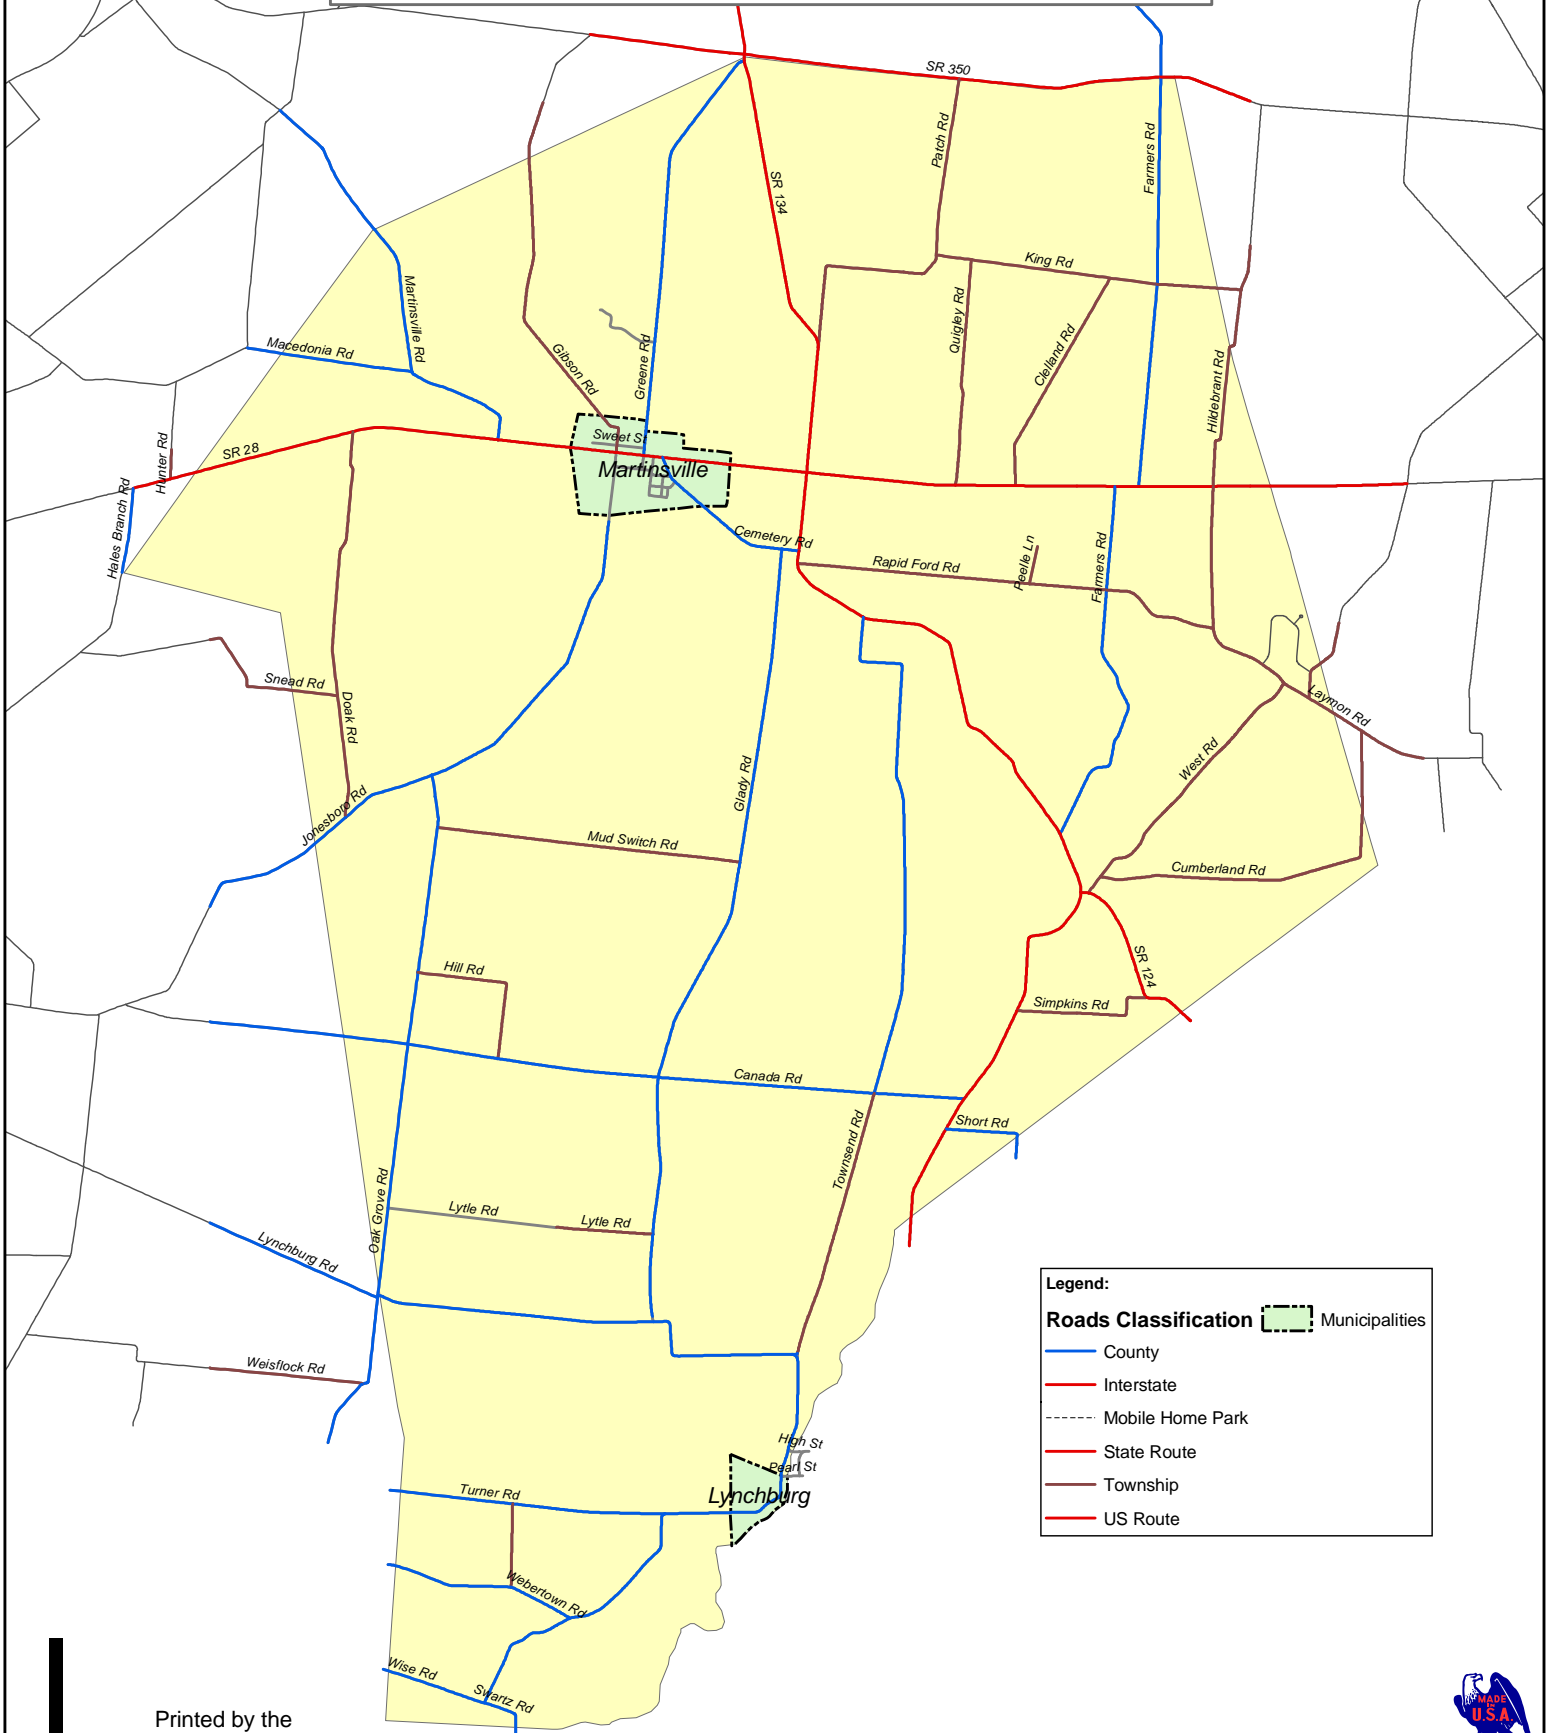 SR 350
Patch Rd
Farmers Rd
SR 134
King Rd
Martinsville Rd
Quigley Rd
Greene Rd
Macedonia Rd
Gibson Rd
Clelland Rd
Hildebrant Rd
Sweet St
SR 28
Hunter Rd
Martinsville
Hales Branch Rd
Cemetery Rd
Rapid Ford Rd
Peelle Ln
Farmers Rd
Snead Rd
Doak Rd
Laymon Rd
West Rd
Glady Rd
Jonesboro Rd
Mud Switch Rd
Cumberland Rd
Hill Rd
SR 124
Simpkins Rd
Canada Rd
Short Rd
Townsend Rd
Oak Grove Rd
Lytle Rd
Lytle Rd
Lynchburg Rd
Weisflock Rd
Legend:
Roads Classification
Municipalities
County
Interstate
Mobile Home Park
State Route
Township
US Route
High St
Pearl St
Lynchburg
Turner Rd
Webertown Rd
Wise Rd
Swartz Rd
Printed by the
MADE
IN
U.S.A.